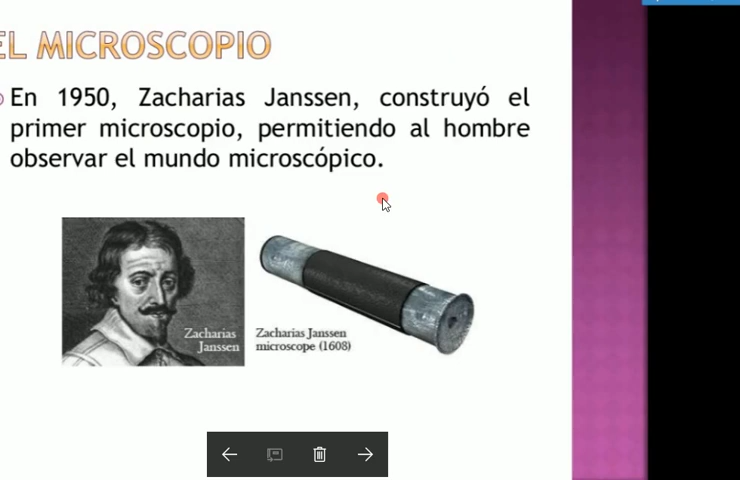 EL MICROSCOPIO
En 1950, Zacharias Janssen, construyó el
primer microscopio, permitiendo al hombre
observar el mundo microscópico.
Zacharias
Janssen
Zacharias Janssen
microscope (1608)